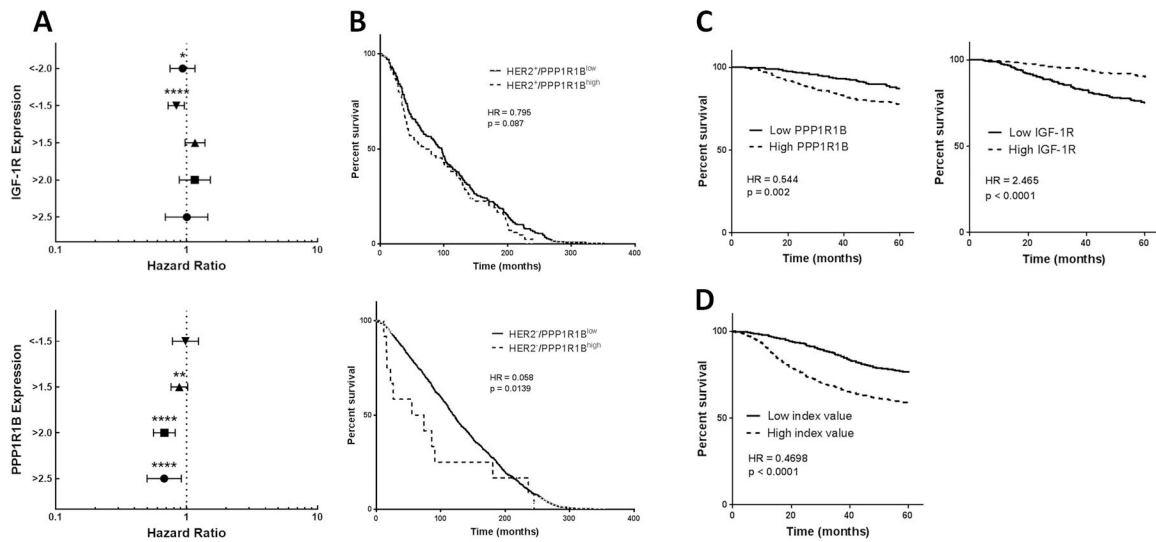 A
IGF-1R Expression
<-2.0
<-1.5
>1.5
>2.0
>2.5
*
****
0.1
1
10
Hazard Ratio
PPP1R1B Expression
<-1.5
>1.5
>2.0
>2.5
**
****
****
0.1
1
10
Hazard Ratio
B
Percent survival
100
50
0
HER2⁺/PPP1R1Blow
HER2⁺/PPP1R1Bhigh
HR = 0.795
p = 0.087
0
100
200
300
400
Time (months)
Percent survival
100
50
0
HER2⁻/PPP1R1Blow
HER2⁻/PPP1R1Bhigh
HR = 0.058
p = 0.0139
0
100
200
300
400
Time (months)
C
Percent survival
100
50
0
Low PPP1R1B
High PPP1R1B
HR = 0.544
p = 0.002
0
20
40
60
Time (months)
Percent survival
100
50
0
Low IGF-1R
High IGF-1R
HR = 2.465
p < 0.0001
0
20
40
60
Time (months)
D
Percent survival
100
50
0
Low index value
High index value
HR = 0.4698
p < 0.0001
0
20
40
60
Time (months)